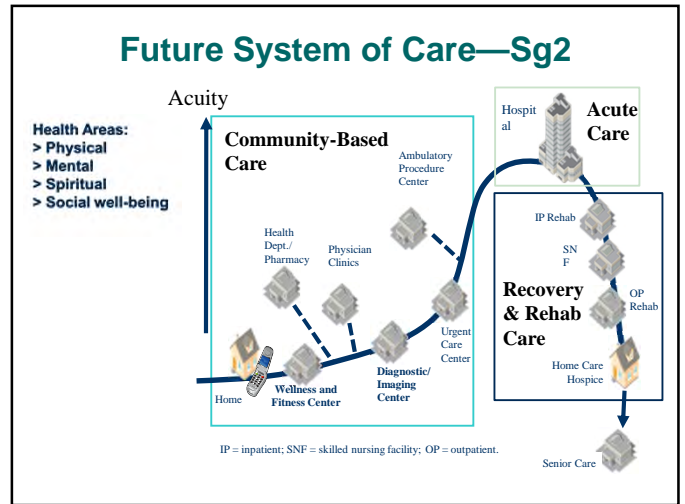 Future System of Care—Sg2
Acuity
Health Areas:
> Physical
> Mental
> Spiritual
> Social well-being
Community-Based
Care
Ambulatory
Procedure
Center
Health
Dept./
Pharmacy
Physician
Clinics
Urgent
Care
Center
Diagnostic/
Imaging
Center
Wellness and
Fitness Center
Home
Hospit
al
Acute
Care
IP Rehab
SN
F
OP
Rehab
Recovery
& Rehab
Care
Home Care
Hospice
Senior Care
IP = inpatient; SNF = skilled nursing facility; OP = outpatient.